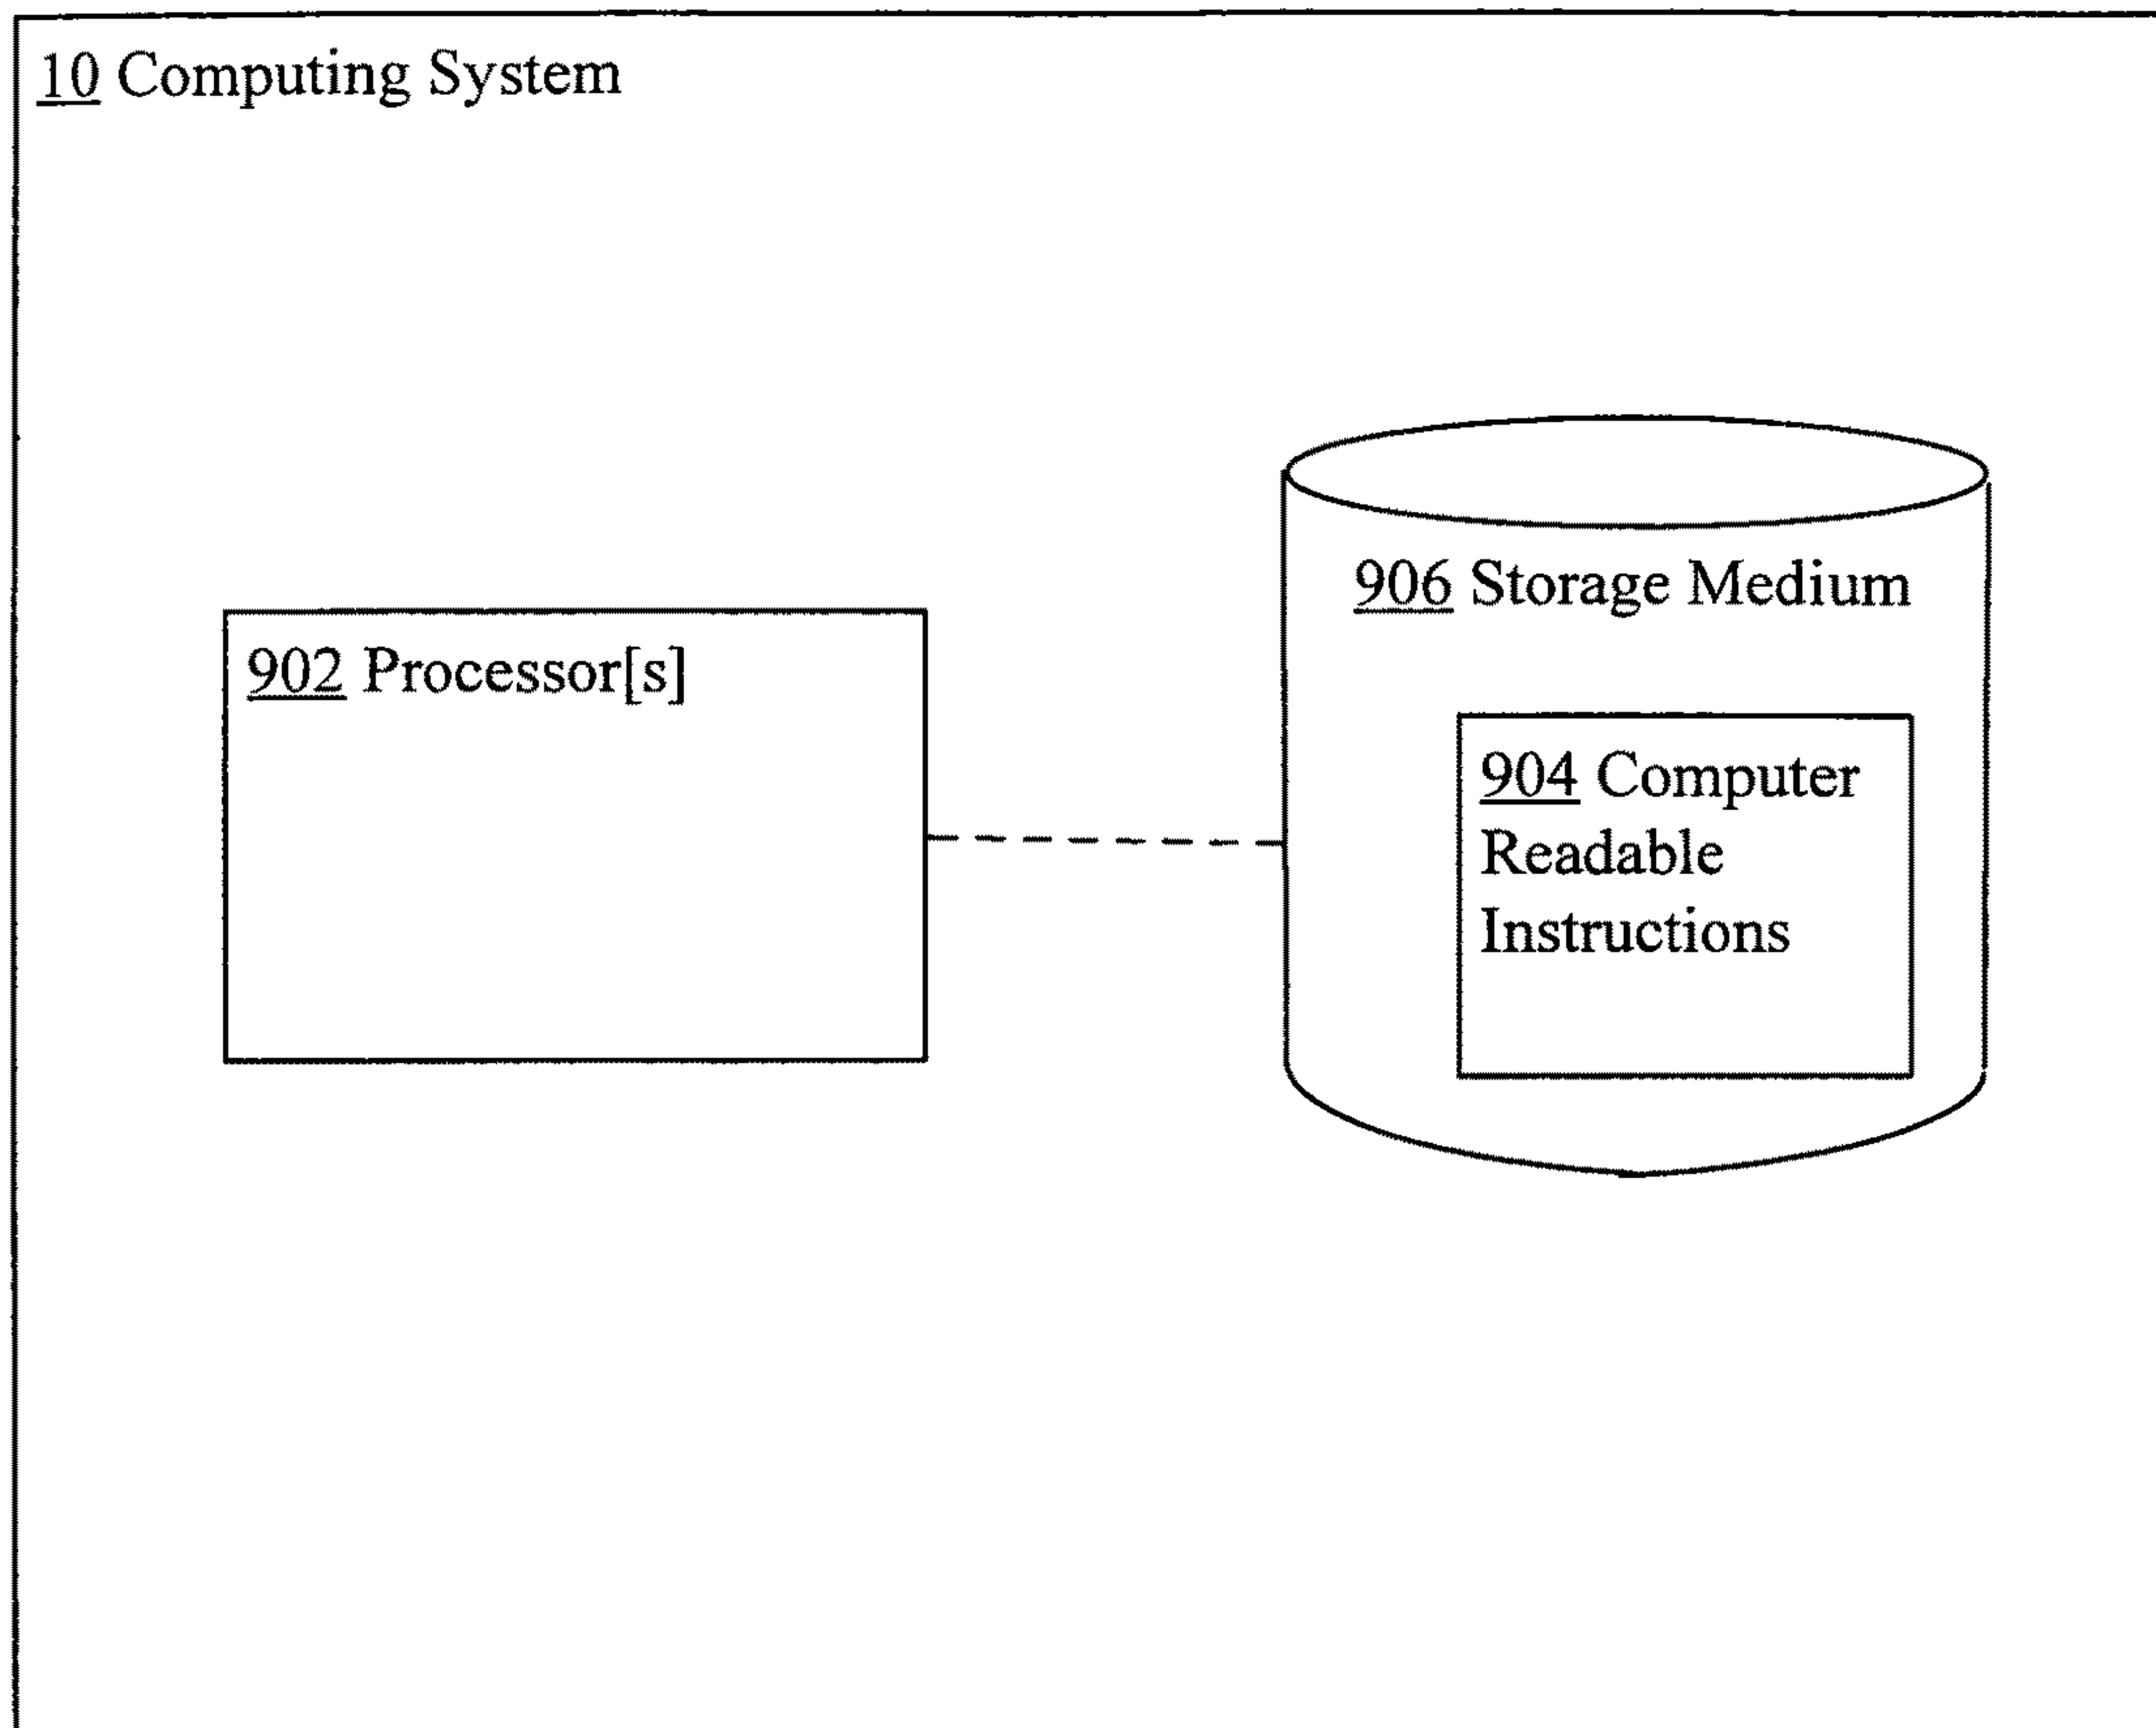 10 Computing System
906 Storage Medium
902 Processor[s]
904 Computer
Readable
Instructions